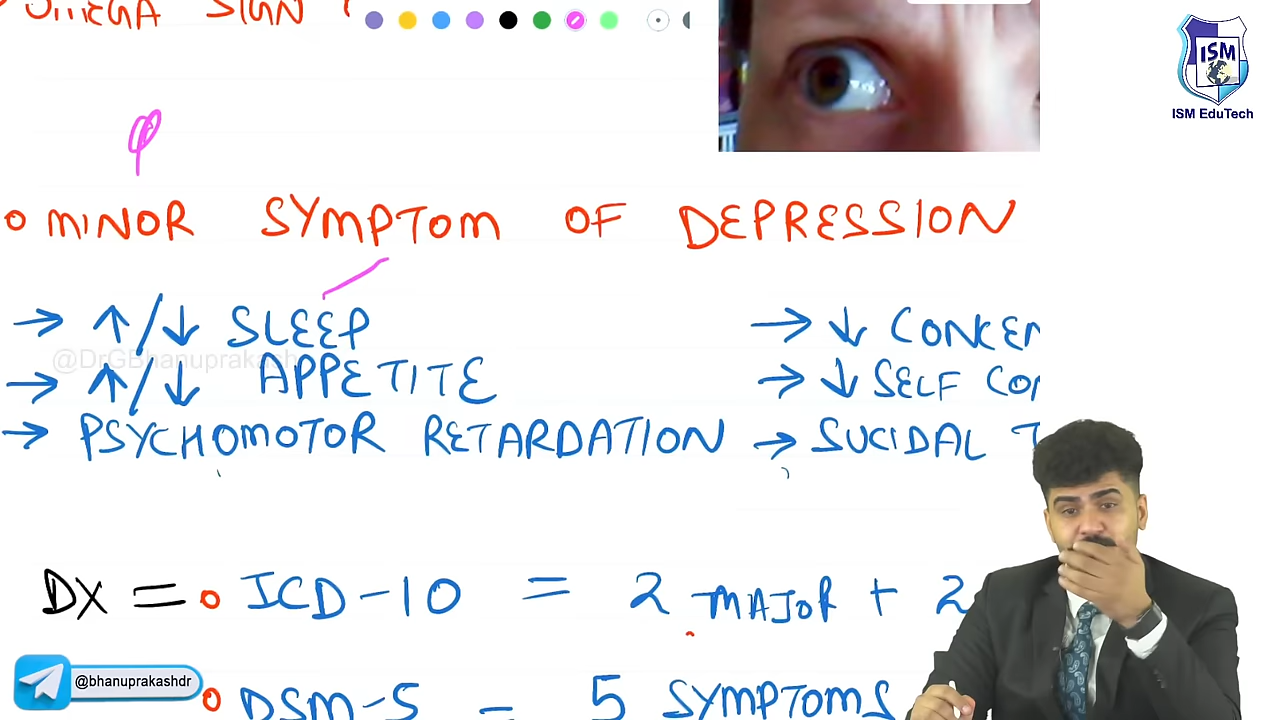 OMEGA SIGN
ISM
ISM EduTech
MINOR SYMPTOM OF DEPRESSION
→ ↑/↓ SLEEP
→ ↓ CONCEN
@DrGBhanuprakash
→ ↑/↓ APPETITE
→ ↓ SELF CON
→ PSYCHOMOTOR RETARDATION
→ SUCIDAL T
DX = ICD-10 = 2 MAJOR + 2
@bhanuprakashdr
DSM-5 = 5 SYMPTOMS